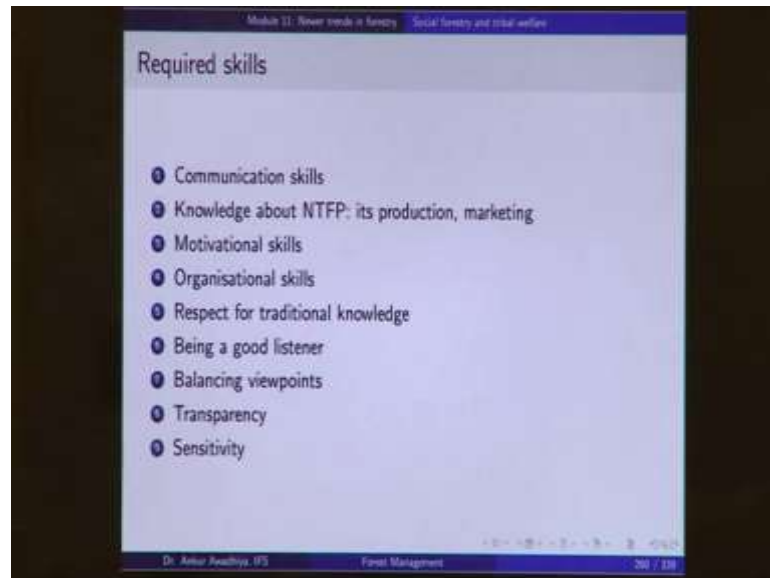 Module 11: Newer trends in forestry Social forestry and tribal welfare
Required skills
Communication skills
Knowledge about NTFP: its production, marketing
Motivational skills
Organisational skills
Respect for traditional knowledge
Being a good listener
Balancing viewpoints
Transparency
Sensitivity
Dr. Ankur Awadhiya, IFS Forest Management